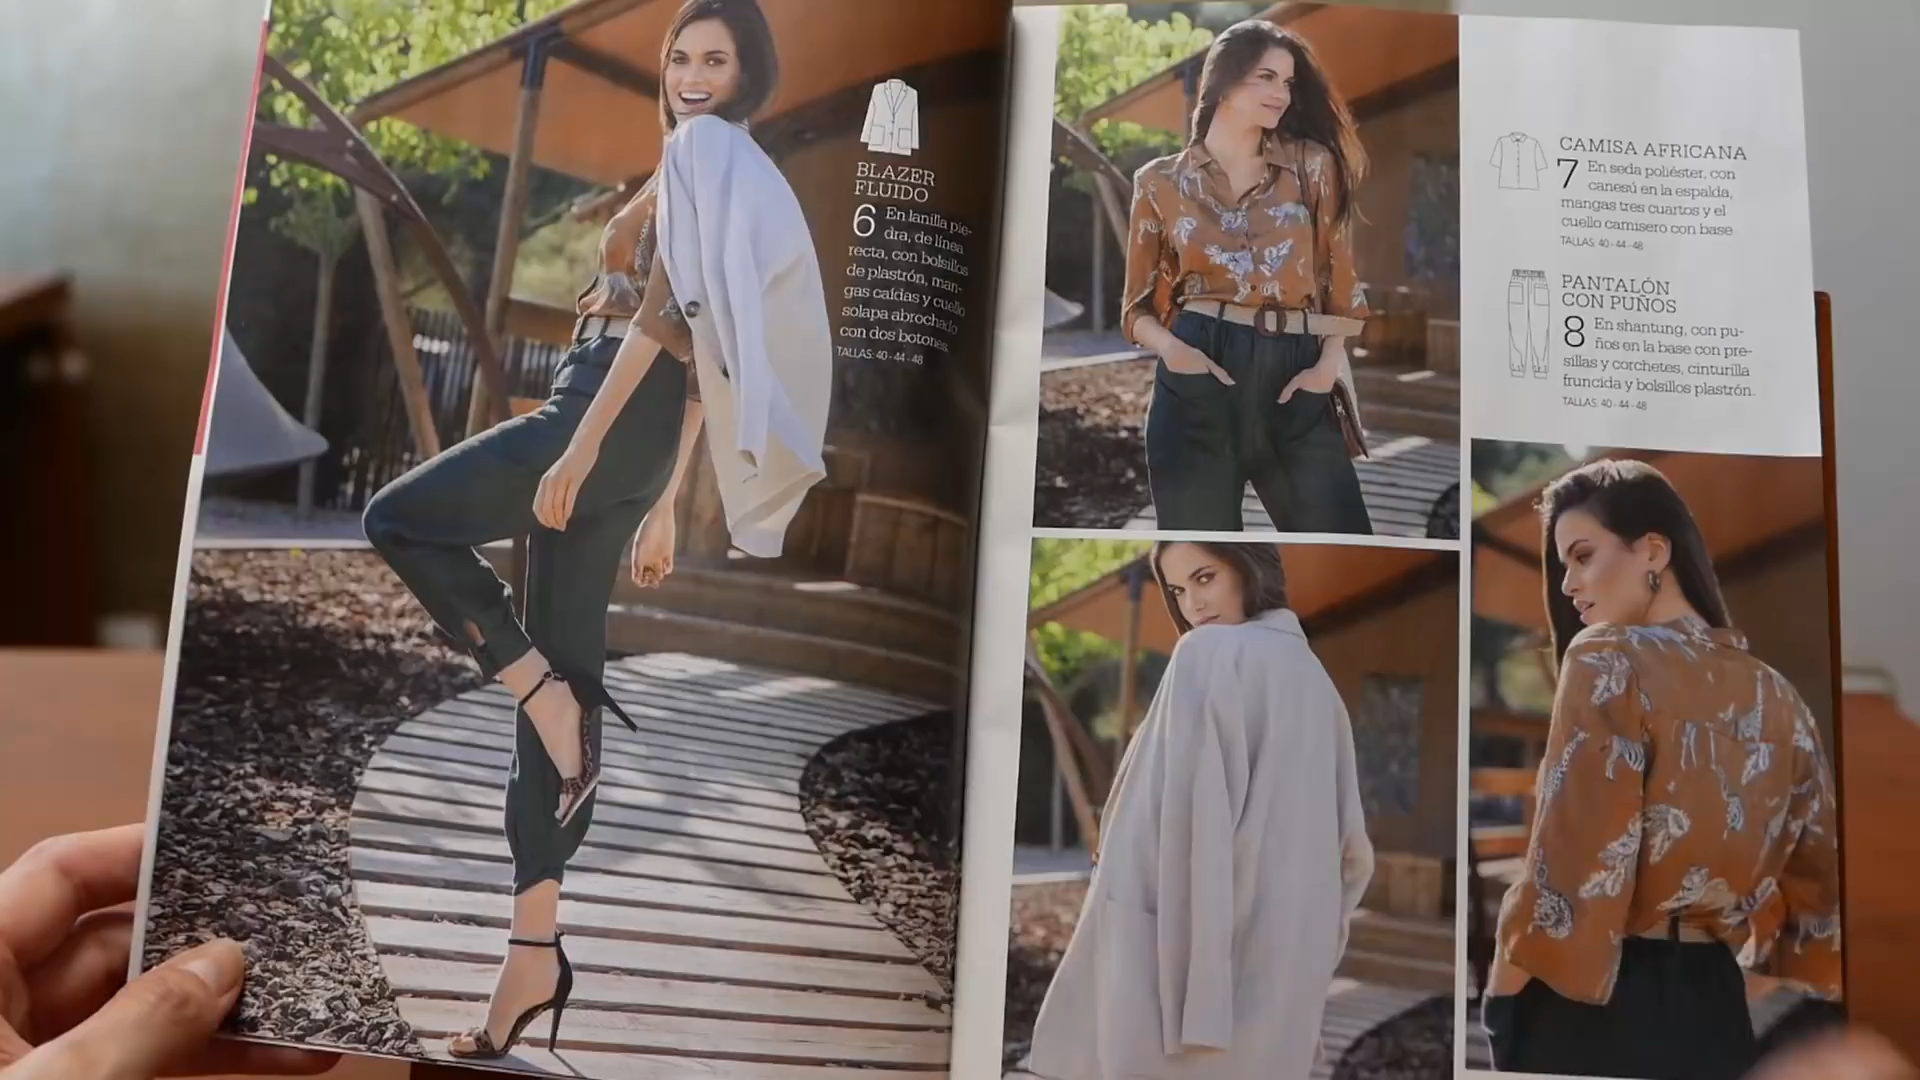 BLAZER
FLUIDO
6 En lanilla pie-
dra, de línea
recta, con bolsillos
de plastrón, man-
gas caídas y cuello
solapa abrochado
con dos botones.
TALLAS: 40 - 44 - 48
CAMISA AFRICANA
7 En seda poliéster, con
canesú en la espalda,
mangas tres cuartos y el
cuello camisero con base
TALLAS: 40 - 44 - 48
PANTALÓN
CON PUÑOS
8 En shantung, con pu-
ños en la base con pre-
sillas y corchetes, cinturilla
fruncida y bolsillos plastrón.
TALLAS: 40 - 44 - 48